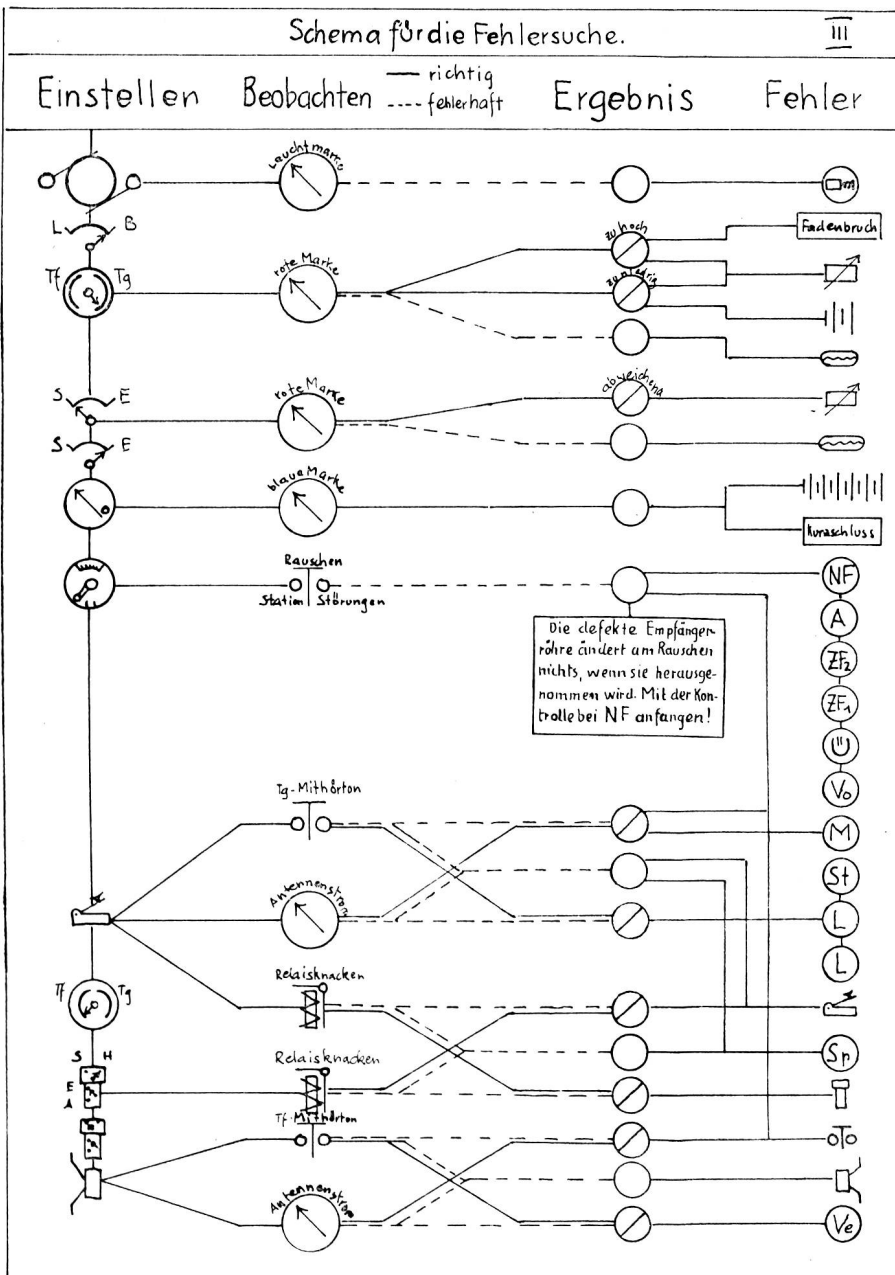 Schema für die Fehlersuche.
III
Einstellen
Beobachten
richtig
fehlerhaft
Ergebnis
Fehler
Leuchtmarke
L
B
zu hoch
Fadenbruch
Tf
Tg
rote Marke
zu niedrig
S
E
rote Marke
abweichend
S
E
blaue Marke
Kurzschluss
Rauschen
Station
Störungen
NF
Die defekte Empfänger-
röhre ändert am Rauschen
nichts, wenn sie herausge-
nommen wird. Mit der Kon-
trolle bei NF anfangen!
A
ZF2
ZF1
Ü
Vo
Tg-Mithörton
M
St
Antennenstrom
L
L
Tf
Tg
Relaisknacken
Sp
S
H
Relaisknacken
E
A
Tf-Mithörton
Antennenstrom
Ve